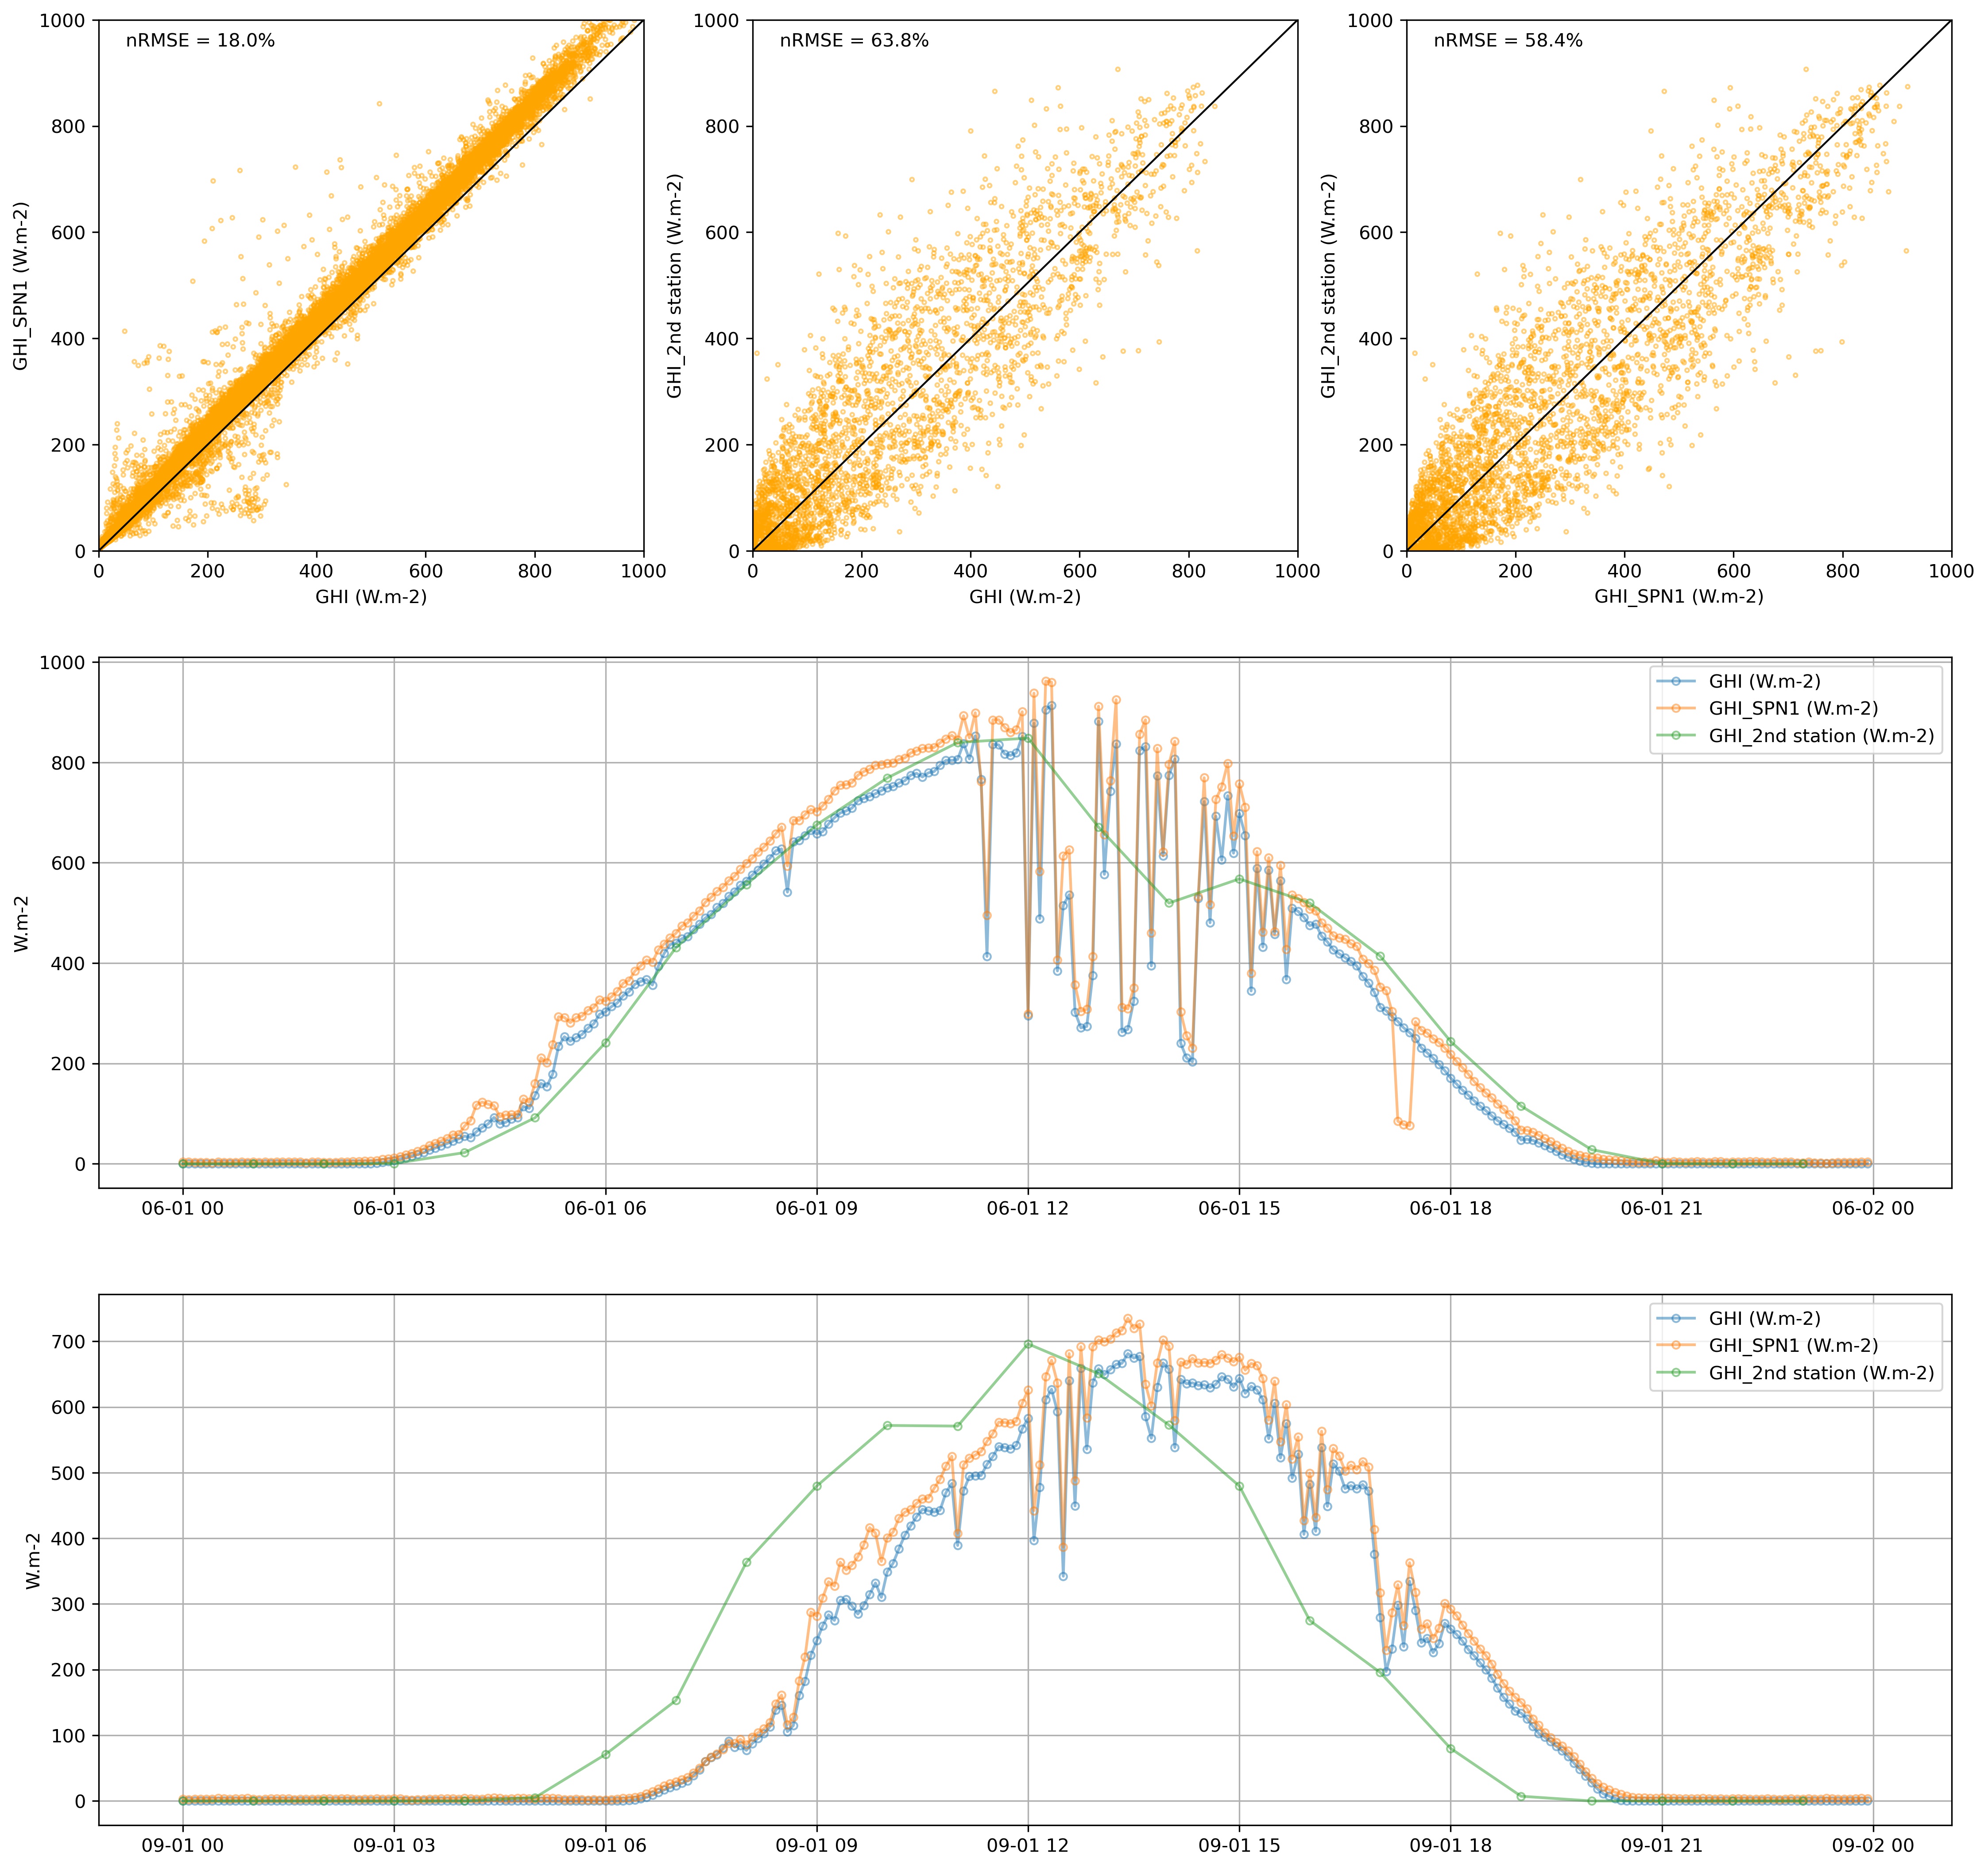 nRMSE = 18.0%
GHI_SPN1 (W.m-2)
1000
800
600
400
200
0
0 200 400 600 800 1000
GHI (W.m-2)
nRMSE = 63.8%
GHI_2nd station (W.m-2)
1000
800
600
400
200
0
0 200 400 600 800 1000
GHI (W.m-2)
nRMSE = 58.4%
GHI_2nd station (W.m-2)
1000
800
600
400
200
0
0 200 400 600 800 1000
GHI_SPN1 (W.m-2)
W.m-2
1000
800
600
400
200
0
GHI (W.m-2)
GHI_SPN1 (W.m-2)
GHI_2nd station (W.m-2)
06-01 00 06-01 03 06-01 06 06-01 09 06-01 12 06-01 15 06-01 18 06-01 21 06-02 00
W.m-2
700
600
500
400
300
200
100
0
GHI (W.m-2)
GHI_SPN1 (W.m-2)
GHI_2nd station (W.m-2)
09-01 00 09-01 03 09-01 06 09-01 09 09-01 12 09-01 15 09-01 18 09-01 21 09-02 00